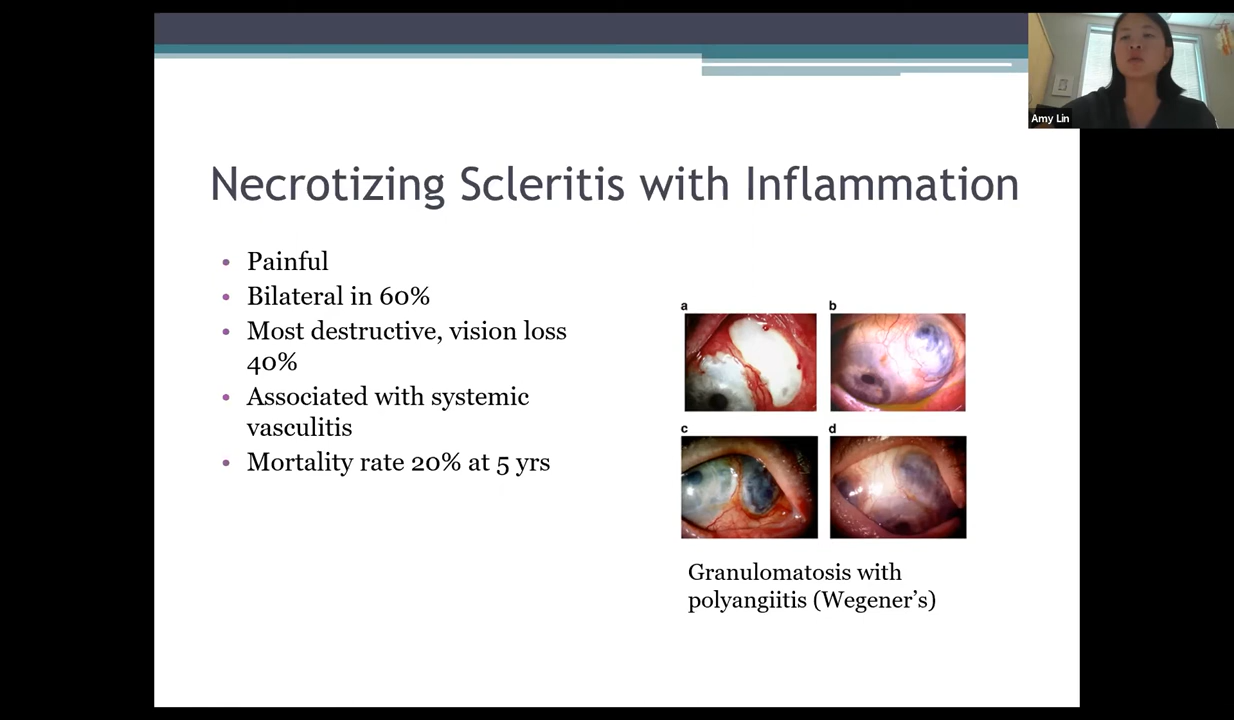 Amy Lin
Necrotizing Scleritis with Inflammation
• Painful
• Bilateral in 60%
• Most destructive, vision loss
40%
• Associated with systemic
vasculitis
• Mortality rate 20% at 5 yrs
a
b
c
d
Granulomatosis with
polyangiitis (Wegener’s)